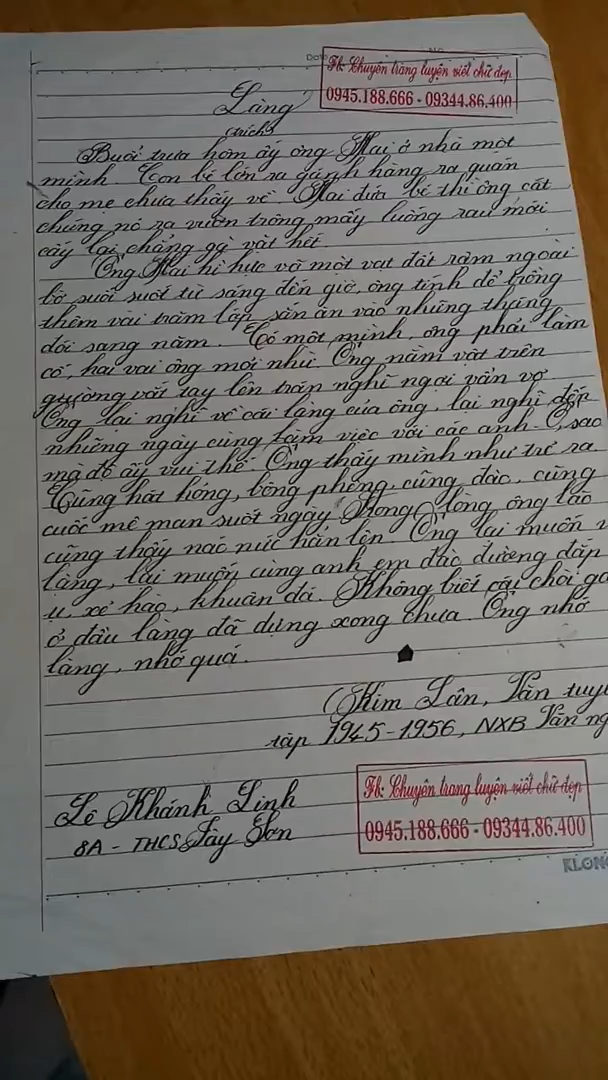 Fb: Chuyên trang luyện viết chữ đẹp
0945.188.666 - 09344.86.400
Làng
(trích)
Buổi trưa hôm ấy ông Hai ở nhà một
mình. Con bé lớn ra gánh hàng ra quán
cho mẹ chưa thấy về. Hai đứa bé thì ông cắt
chúng nó ra vườn trông mấy luống rau mới
cấy lại chẳng gà vặt hết.
Ông Hai hì hục vỡ một vạt đất rậm ngoài
bờ suối suốt từ sáng đến giờ, ông tính để trồng
thêm vài trăm lắp sắn ăn vào những tháng
đói sang năm. Có một mình, ông phải làm
cố, hai vai ông mỏi nhừ. Ông nằm vật trên
giường vắt tay lên trán nghĩ ngợi vẩn vơ
Ông lại nghĩ về cái làng của ông, lại nghĩ đến
những ngày cùng làm việc với các anh. Ồ, sao
mà độ ấy vui thế. Ông thấy mình như trẻ ra.
Cũng hát hỏng, bông phèng, cũng đào, cũng
cuốc mê man suốt ngày. Trong lòng ông lão
cũng thấy náo nức hẳn lên. Ông lại muốn v
làng, lại muốn cùng anh em đào đường đắp
ụ, xẻ hào, khuân đá. Không biết cái chòi gá
ở đầu làng đã dựng xong chưa. Ông nhớ
làng, nhớ quá.
(Kim Lân, Văn tuyể
tập 1945-1956, NXB Văn ng
Lê Khánh Linh
8A - THCS Tây Sơn
Fb: Chuyên trang luyện viết chữ đẹp
0945.188.666 - 09344.86.400
KLONG